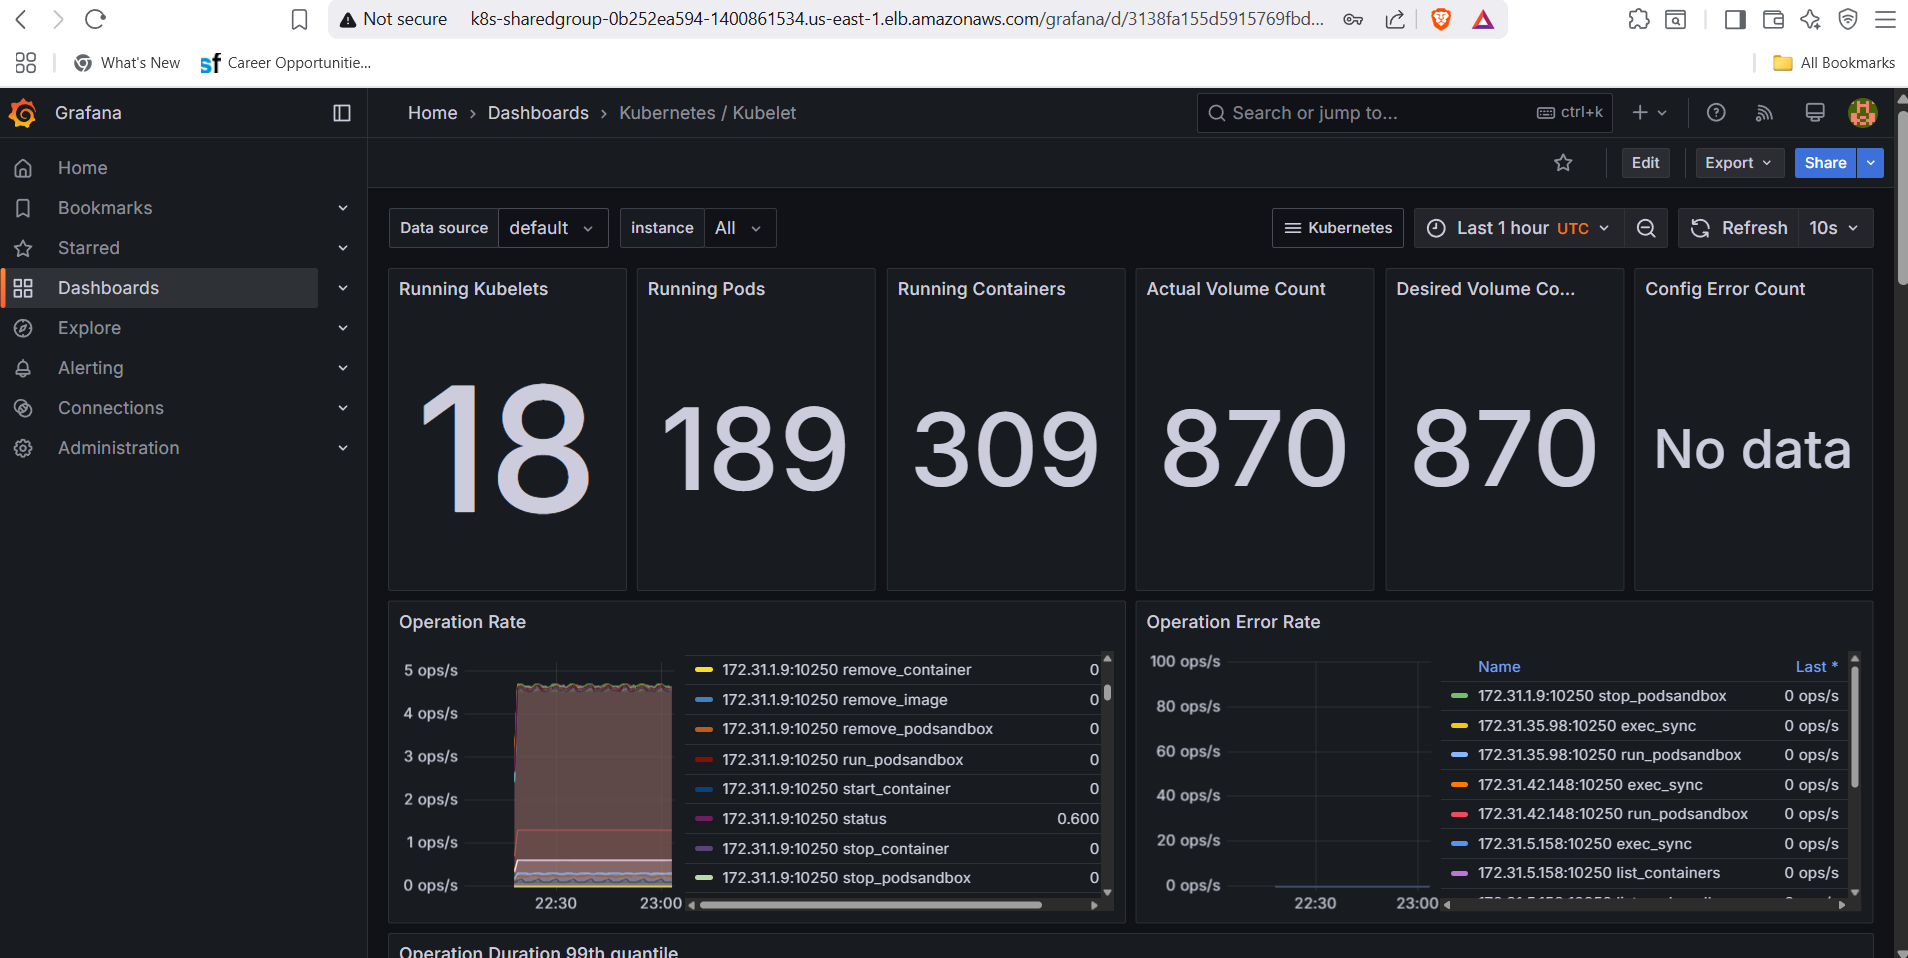 Not secure k8s-sharedgroup-0b252ea594-1400861534.us-east-1.elb.amazonaws.com/grafana/d/3138fa155d5915769fbd...
What's New
sf Career Opportunitie...
All Bookmarks
Grafana
Home › Dashboards › Kubernetes / Kubelet
Search or jump to... ctrl+k
Home
Bookmarks
Starred
Dashboards
Explore
Alerting
Connections
Administration
Edit
Export
Share
Data source default
instance All
Kubernetes
Last 1 hour UTC
Refresh 10s
Running Kubelets
18
Running Pods
189
Running Containers
309
Actual Volume Count
870
Desired Volume Co...
870
Config Error Count
No data
Operation Rate
5 ops/s
4 ops/s
3 ops/s
2 ops/s
1 ops/s
0 ops/s
22:30 23:00
172.31.1.9:10250 remove_container 0
172.31.1.9:10250 remove_image 0
172.31.1.9:10250 remove_podsandbox 0
172.31.1.9:10250 run_podsandbox 0
172.31.1.9:10250 start_container 0
172.31.1.9:10250 status 0.600
172.31.1.9:10250 stop_container 0
172.31.1.9:10250 stop_podsandbox 0
Operation Error Rate
100 ops/s
80 ops/s
60 ops/s
40 ops/s
20 ops/s
0 ops/s
22:30 23:00
Name Last *
172.31.1.9:10250 stop_podsandbox 0 ops/s
172.31.35.98:10250 exec_sync 0 ops/s
172.31.35.98:10250 run_podsandbox 0 ops/s
172.31.42.148:10250 exec_sync 0 ops/s
172.31.42.148:10250 run_podsandbox 0 ops/s
172.31.5.158:10250 exec_sync 0 ops/s
172.31.5.158:10250 list_containers 0 ops/s
Operation Duration 99th quantile